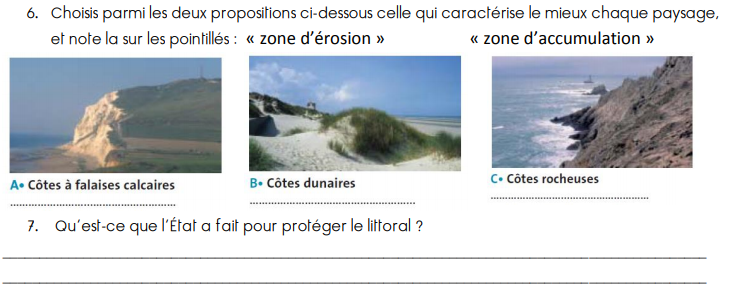 6. Choisis parmi les deux propositions ci-dessous celle qui caractérise le mieux chaque paysage,
et note la sur les pointillés : « zone d'érosion » « zone d'accumulation »
A• Côtes à falaises calcaires
B• Côtes dunaires
C• Côtes rocheuses
7. Qu'est-ce que l'État a fait pour protéger le littoral ?